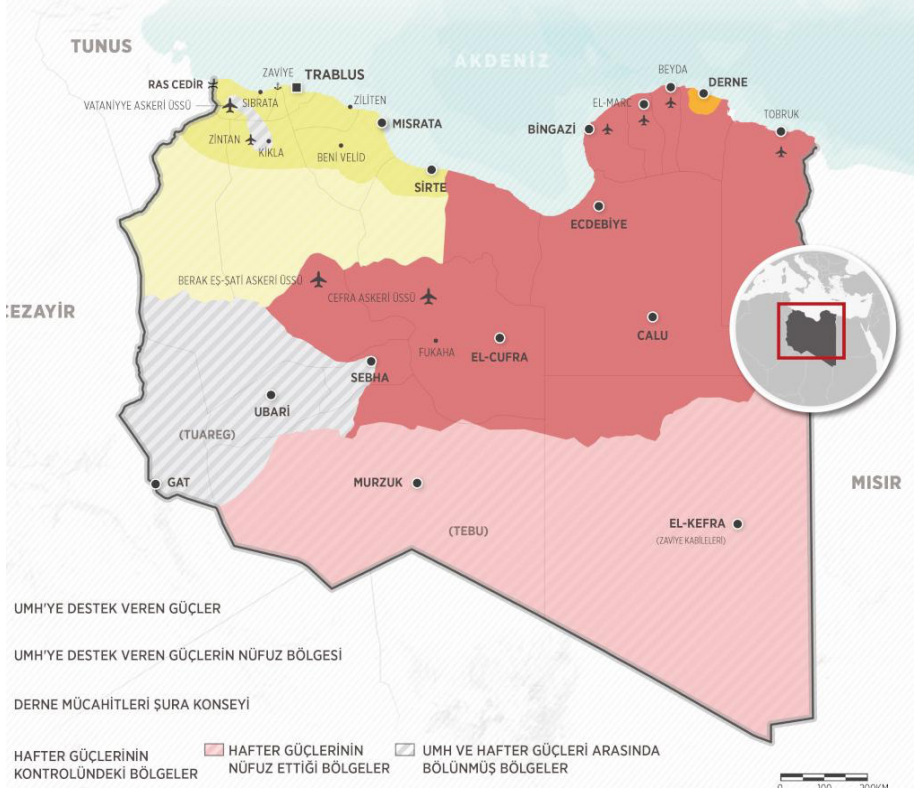 TUNUS
AKDENİZ
RAS CEDİR
ZAVİYE
TRABLUS
BEYDA
DERNE
VATANİYYE ASKERİ ÜSSÜ
SIBRATA
ZİLİTEN
EL-MARC
TOBRUK
ZİNTAN
KİKLA
MISRATA
BİNGAZİ
BENİ VELİD
SİRTE
ECDEBİYE
BERAK EŞ-ŞATİ ASKERİ ÜSSÜ
CEFRA ASKERİ ÜSSÜ
CEZAYİR
FUKAHA
EL-CUFRA
CALU
SEBHA
UBARİ
(TUAREG)
GAT
MURZUK
MISIR
(TEBU)
EL-KEFRA
(ZAVİYE KABİLELERİ)
UMH'YE DESTEK VEREN GÜÇLER
UMH'YE DESTEK VEREN GÜÇLERİN NÜFUZ BÖLGESİ
DERNE MÜCAHİTLERİ ŞURA KONSEYİ
HAFTER GÜÇLERİNİN
KONTROLÜNDEKİ BÖLGELER
HAFTER GÜÇLERİNİN
NÜFUZ ETTİĞİ BÖLGELER
UMH VE HAFTER GÜÇLERİ ARASINDA
BÖLÜNMÜŞ BÖLGELER
0 100 200KM